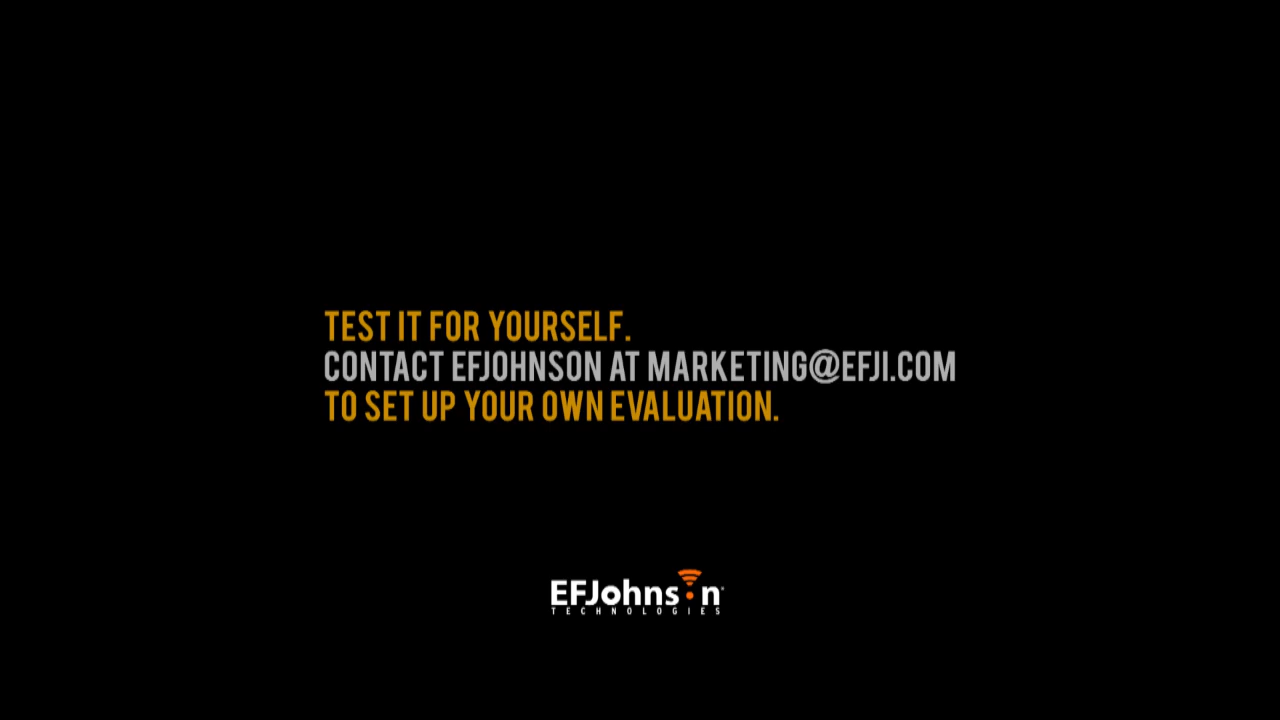 TEST IT FOR YOURSELF.
CONTACT EFJOHNSON AT MARKETING@EFJI.COM
TO SET UP YOUR OWN EVALUATION.
EFJohnson
TECHNOLOGIES